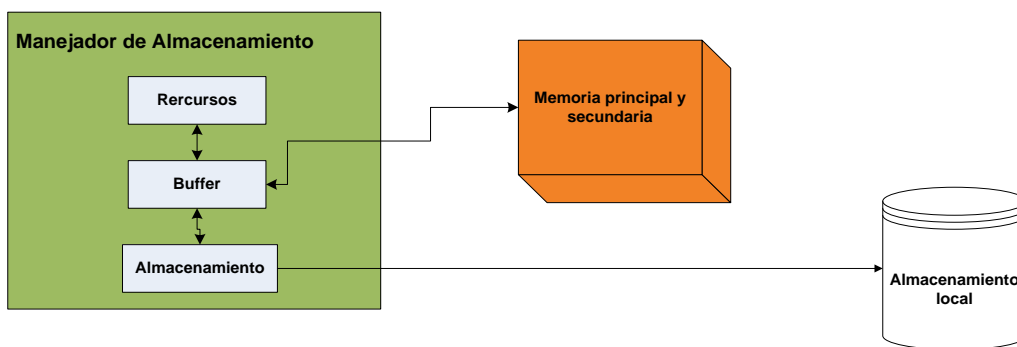 Manejador de Almacenamiento
Rercursos
Buffer
Almacenamiento
Memoria principal y
secundaria
Almacenamiento
local